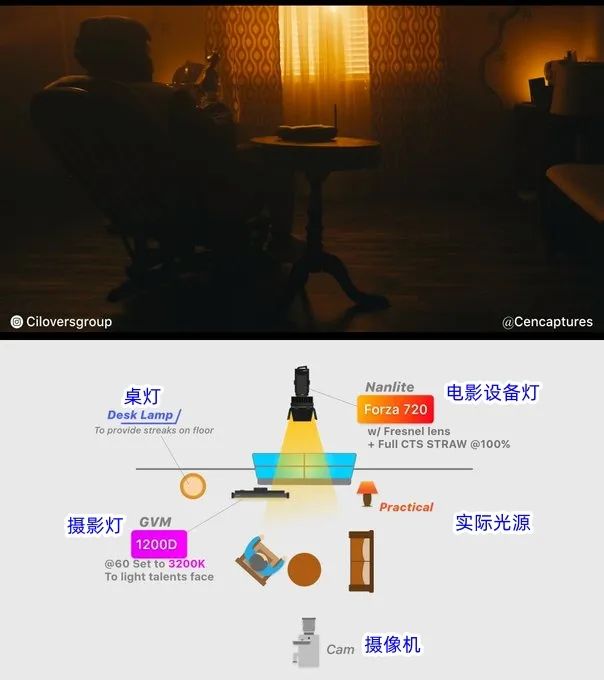 Ciloversgroup
@Cencaptures
桌灯
Desk Lamp
To provide streaks on floor
Nanlite
Forza 720
w/ Fresnel lens
+ Full CTS STRAW @100%
电影设备灯
摄影灯
GVM
1200D
@60 Set to 3200K
To light talents face
Practical
实际光源
Cam
摄像机